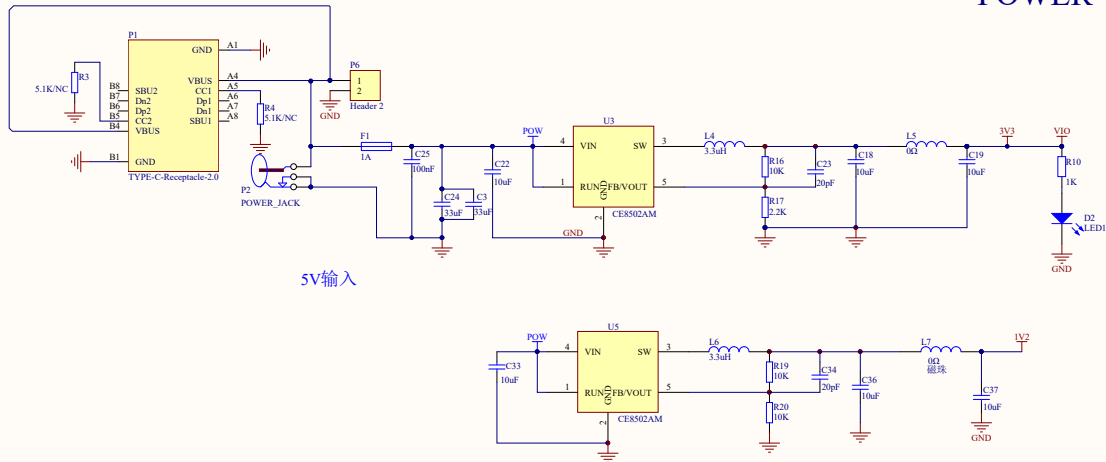 POWER
P1
GND
A1
VBUS
A4
CC1
A5
Dp1
A6
Dn1
A7
SBU1
A8
B8
SBU2
B7
Dn2
B6
Dp2
B5
CC2
B4
VBUS
B1
GND
TYPE-C-Receptacle-2.0
R3
5.1K/NC
R4
5.1K/NC
P6
1
2
Header 2
GND
P2
POWER_JACK
F1
1A
C25
100nF
C24
33uF
C3
33uF
C22
10uF
POW
GND
U3
4
VIN
SW
3
1
RUN
GND
FB/VOUT
5
2
CE8502AM
L4
3.3uH
R16
10K
R17
2.2K
C23
20pF
C18
10uF
L5
0Ω
C19
10uF
3V3
VIO
R10
1K
D2
LED1
GND
5V输入
POW
C33
10uF
U5
4
VIN
SW
3
1
RUN
GND
FB/VOUT
5
2
CE8502AM
L6
3.3uH
R19
10K
R20
10K
C34
20pF
C36
10uF
L7
0Ω
磁珠
1V2
C37
10uF
GND